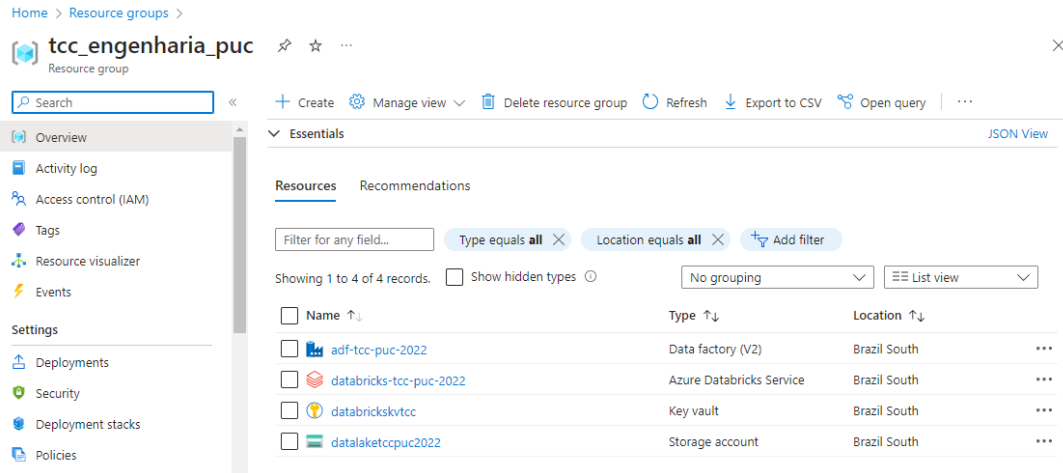 Home > Resource groups >
tcc_engenharia_puc
Resource group
Search
Overview
Activity log
Access control (IAM)
Tags
Resource visualizer
Events
Settings
Deployments
Security
Deployment stacks
Policies
Create Manage view Delete resource group Refresh Export to CSV Open query
Essentials JSON View
Resources Recommendations
Filter for any field... Type equals all Location equals all Add filter
Showing 1 to 4 of 4 records. Show hidden types No grouping List view
Name Type Location
adf-tcc-puc-2022 Data factory (V2) Brazil South
databricks-tcc-puc-2022 Azure Databricks Service Brazil South
databrickskvtcc Key vault Brazil South
datalaketccpuc2022 Storage account Brazil South